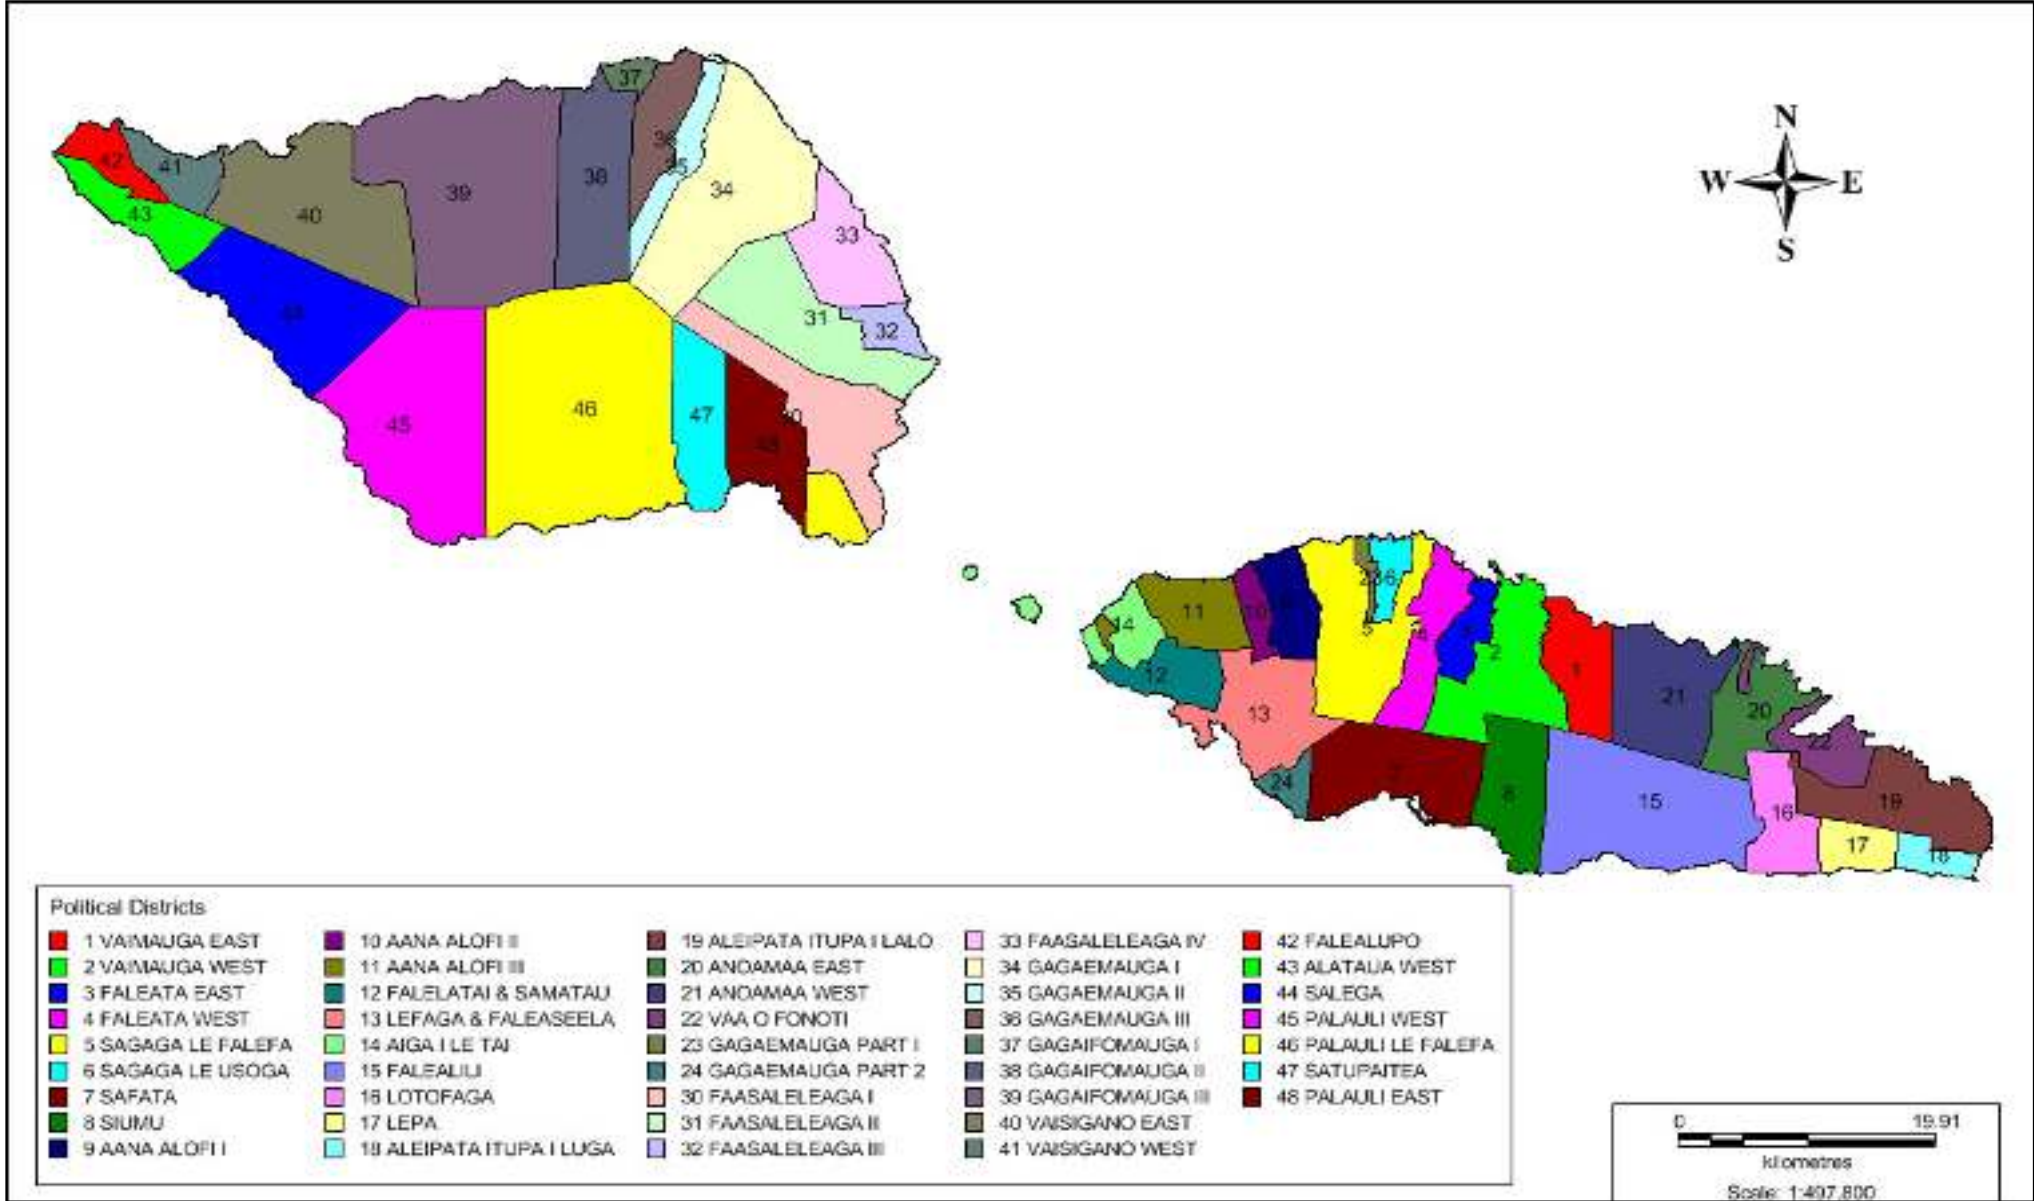 N
W E
S
37
42 41 36
35
39 38 34
43 40
33
44 31
32
46
45 47
48
14 11 10
5 4 2
12 1
13 21
20
22
24
8 15 16 19
17
18
Political Districts
1 VAIMAUGA EAST
2 VAIMAUGA WEST
3 FALEATA EAST
4 FALEATA WEST
5 SAGAGA LE FALEFA
6 SAGAGA LE USOGA
7 SAFATA
8 SIUMU
9 AANA ALOFI I
10 AANA ALOFI II
11 AANA ALOFI III
12 FALELATAI & SAMATAU
13 LEFAGA & FALEASEELA
14 AIGA I LE TAI
15 FALEALILI
16 LOTOFAGA
17 LEPA
18 ALEIPATA ITUPA I LUGA
19 ALEIPATA ITUPA I LALO
20 ANOAMAA EAST
21 ANOAMAA WEST
22 VAA O FONOTI
23 GAGAEMAUGA PART I
24 GAGAEMAUGA PART 2
30 FAASALELEAGA I
31 FAASALELEAGA II
32 FAASALELEAGA III
33 FAASALELEAGA IV
34 GAGAEMAUGA I
35 GAGAEMAUGA II
36 GAGAEMAUGA III
37 GAGAIFOMAUGA I
38 GAGAIFOMAUGA II
39 GAGAIFOMAUGA III
40 VAISIGANO EAST
41 VAISIGANO WEST
42 FALEALUPO
43 ALATAUA WEST
44 SALEGA
45 PALAULI WEST
46 PALAULI LE FALEFA
47 SATUPAITEA
48 PALAULI EAST
0 19.91
kilometres
Scale: 1:497,800